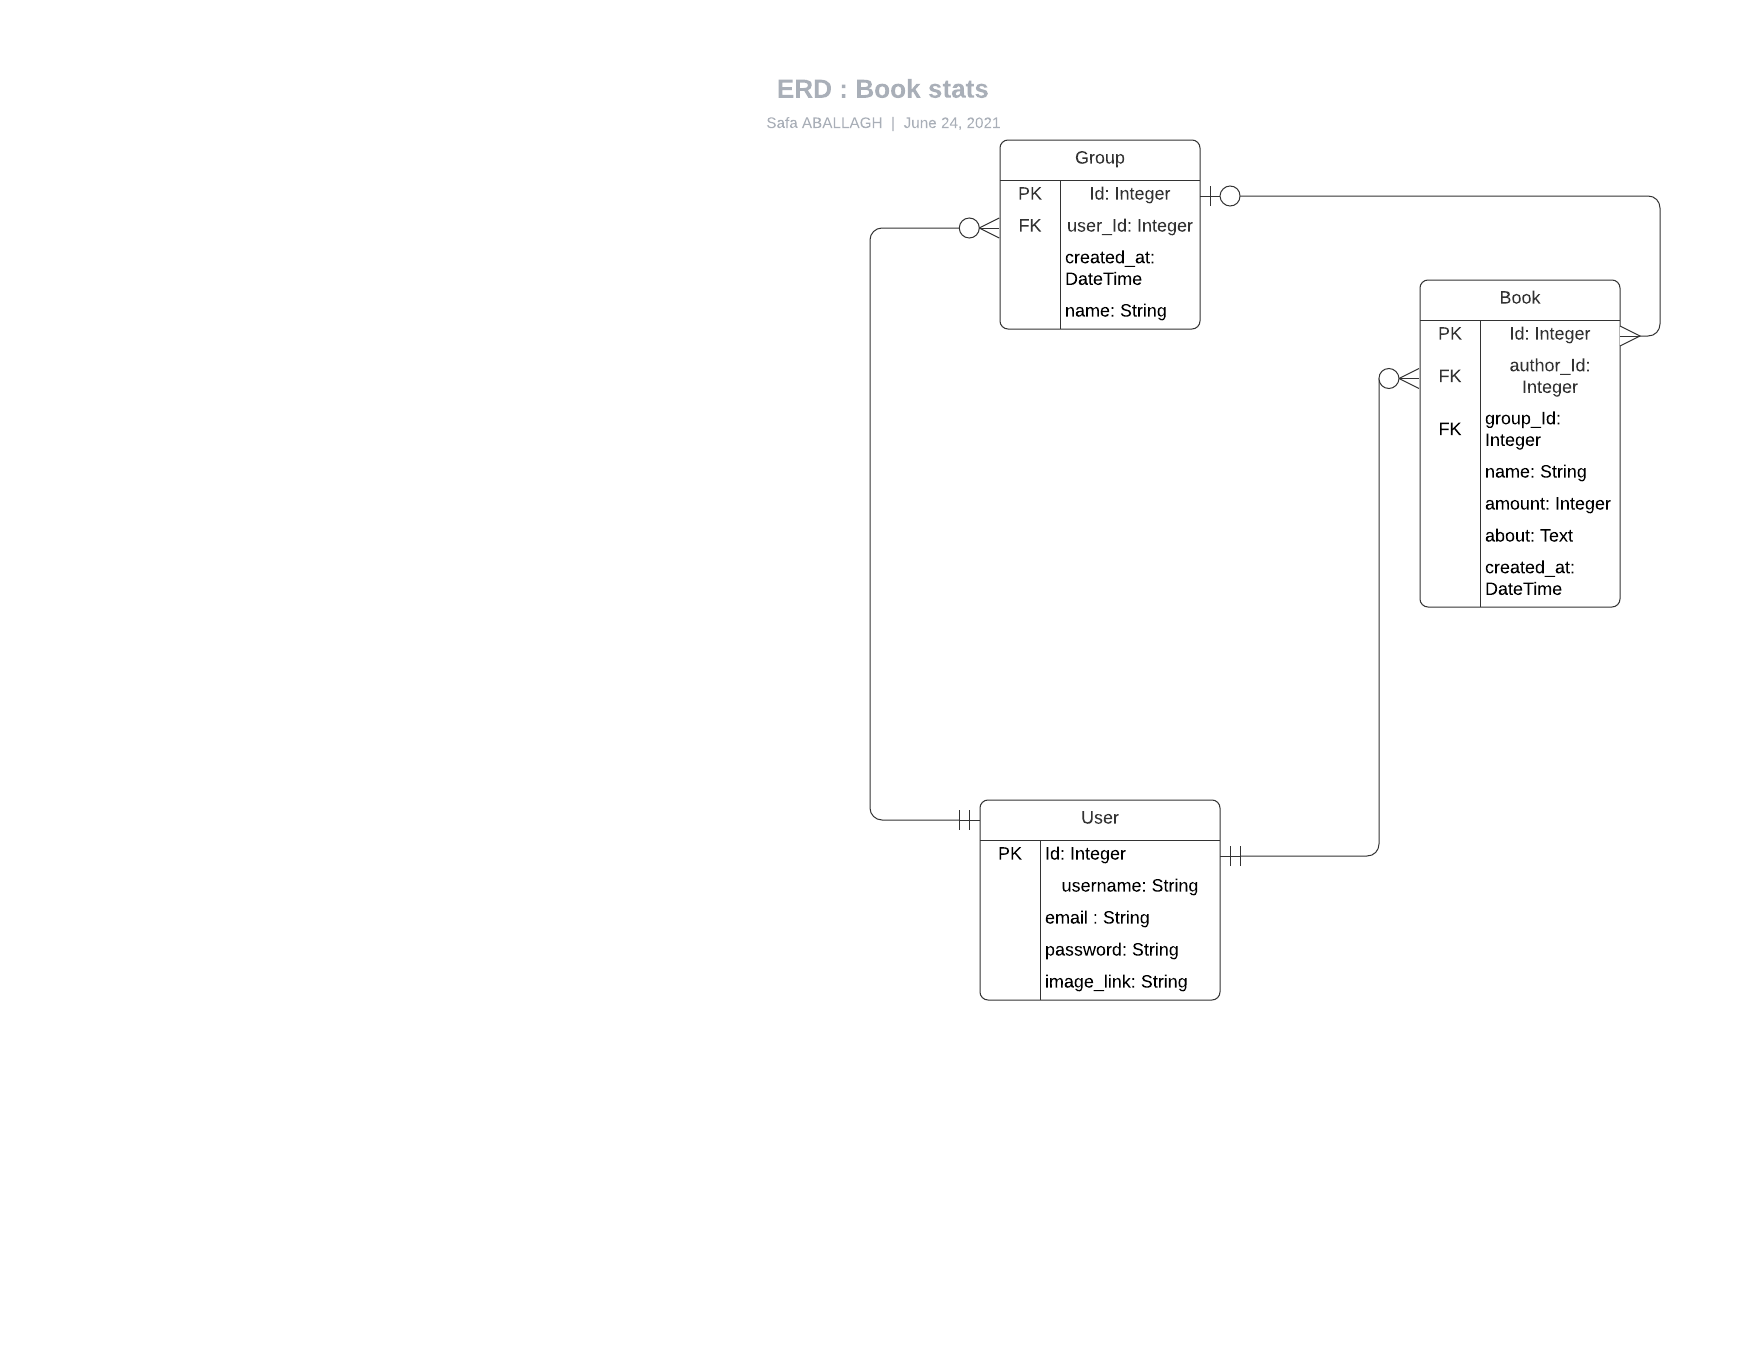 ERD : Book stats
Safa ABALLAGH | June 24, 2021
Group
PK Id: Integer
FK user_Id: Integer
created_at:
DateTime
name: String
Book
PK Id: Integer
FK author_Id:
Integer
FK group_Id:
Integer
name: String
amount: Integer
about: Text
created_at:
DateTime
User
PK Id: Integer
username: String
email : String
password: String
image_link: String